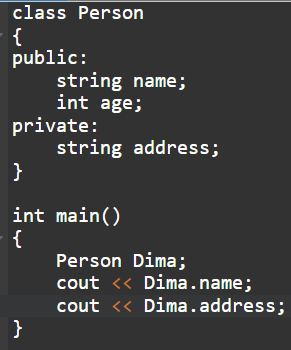 class Person
{
public:
    string name;
    int age;
private:
    string address;
}

int main()
{
    Person Dima;
    cout << Dima.name;
    cout << Dima.address;
}